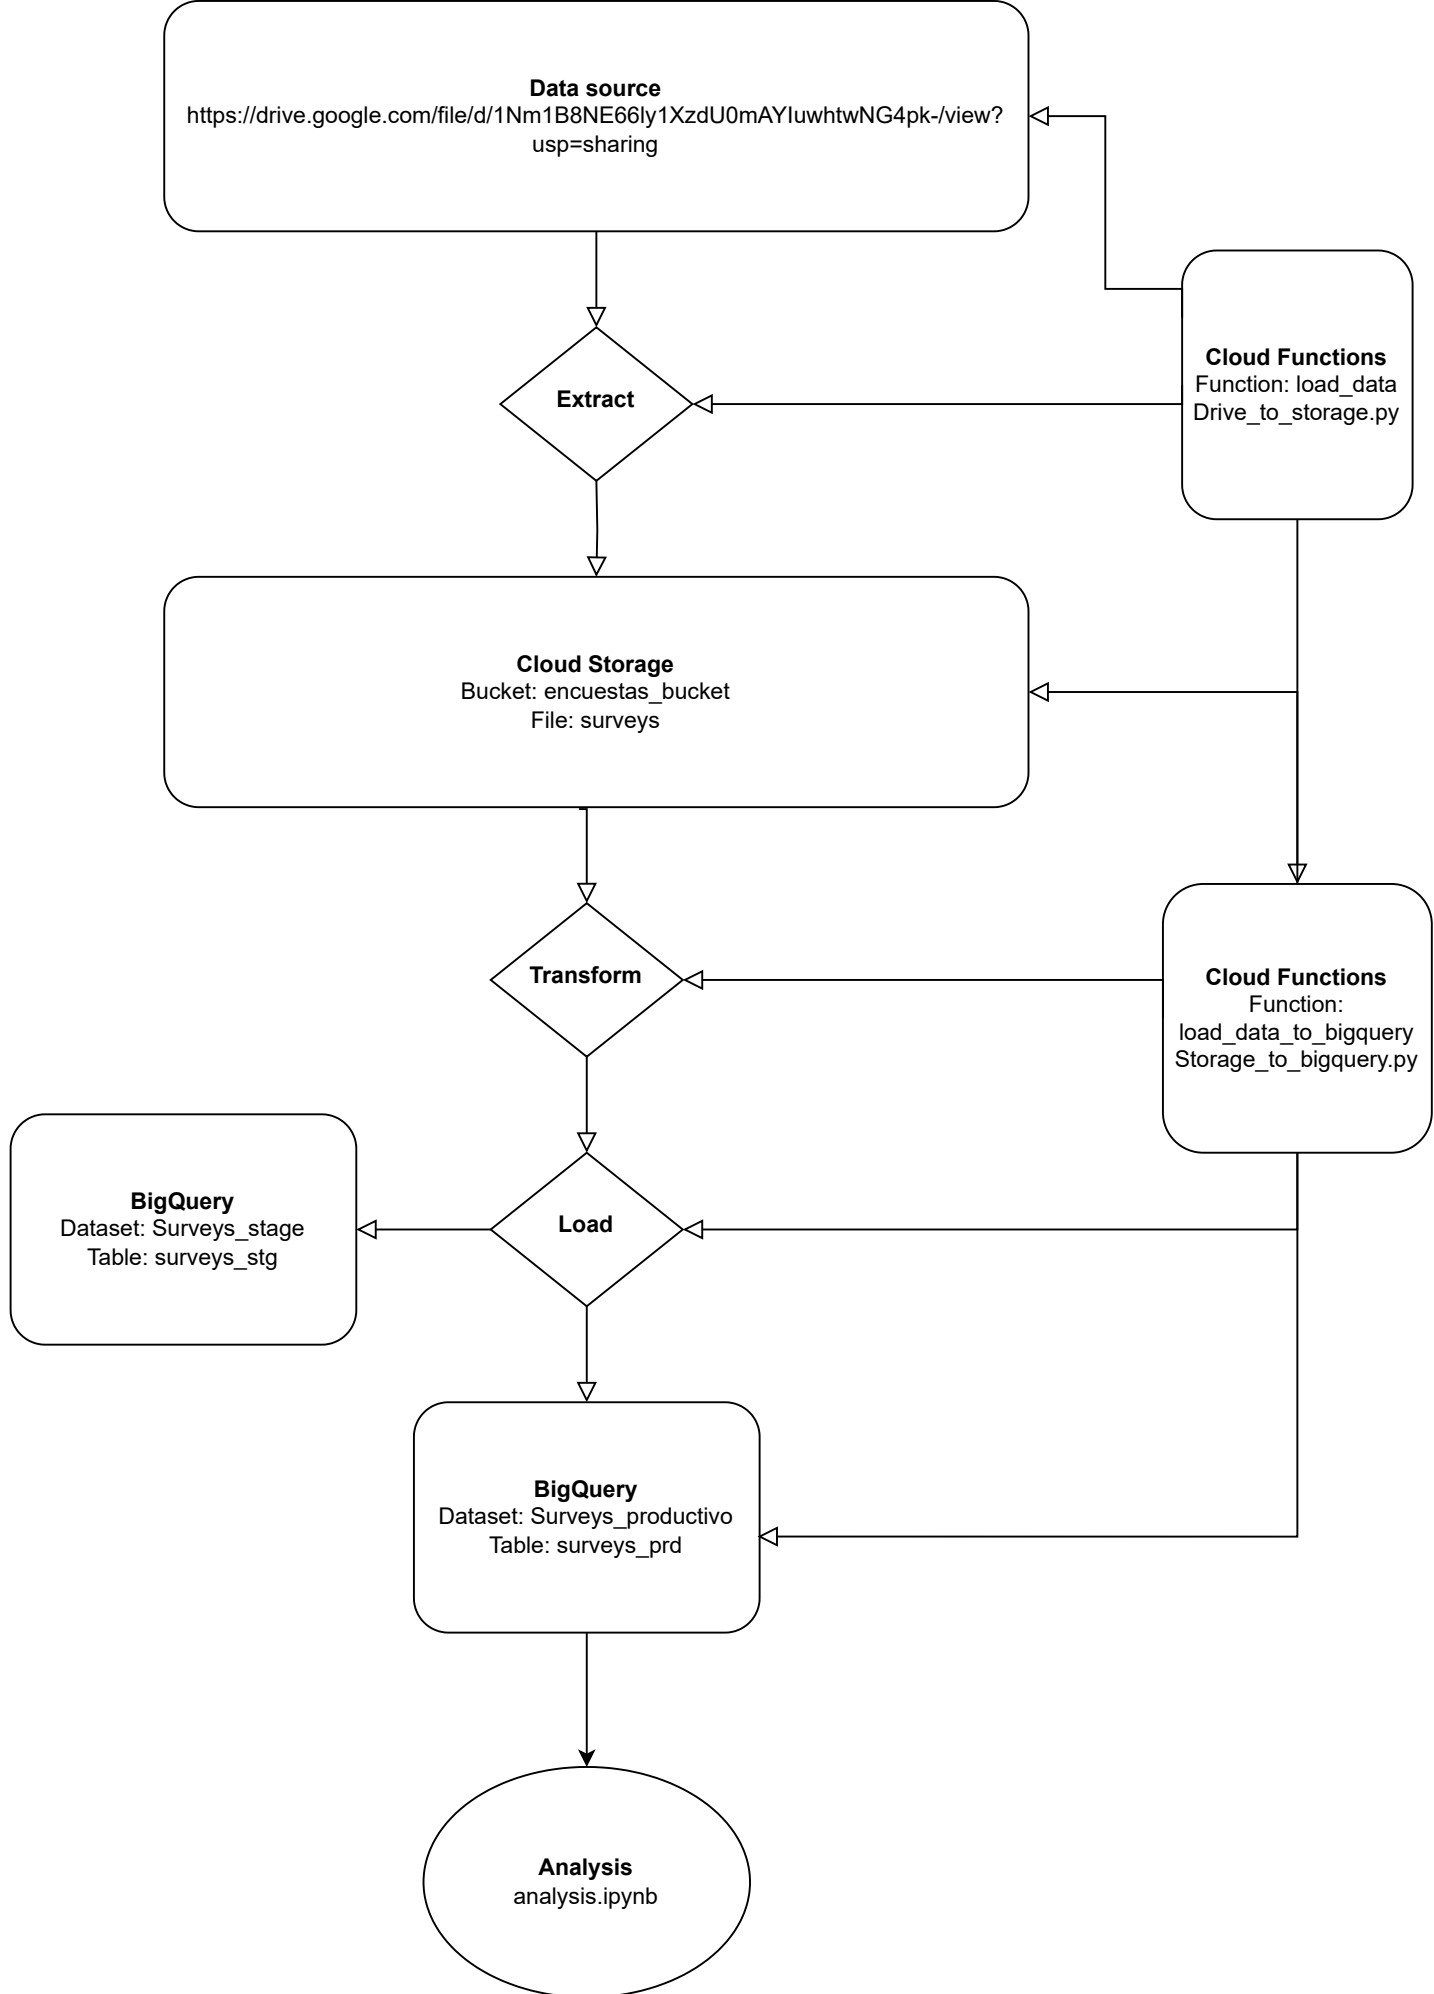 Data source
https://drive.google.com/file/d/1Nm1B8NE66ly1XzdU0mAYIuwhtwNG4pk-/view?
usp=sharing
Cloud Functions
Function: load_data
Drive_to_storage.py
Extract
Cloud Storage
Bucket: encuestas_bucket
File: surveys
Transform
Cloud Functions
Function:
load_data_to_bigquery
Storage_to_bigquery.py
BigQuery
Dataset: Surveys_stage
Table: surveys_stg
Load
BigQuery
Dataset: Surveys_productivo
Table: surveys_prd
Analysis
analysis.ipynb